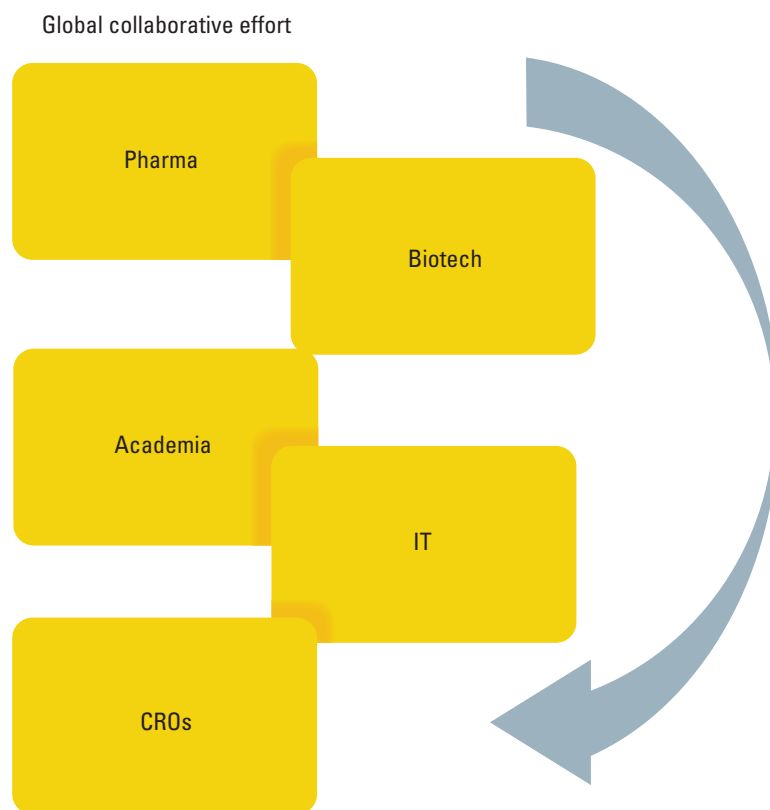 Global collaborative effort
Pharma
Biotech
Academia
IT
CROs